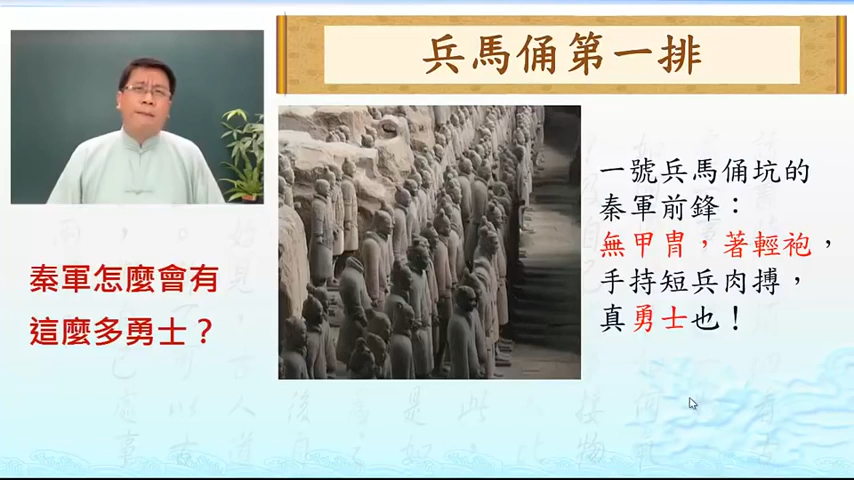 兵馬俑第一排
一號兵馬俑坑的
秦軍前鋒：
無甲冑，著輕袍，
手持短兵肉搏，
真勇士也！
秦軍怎麼會有
這麼多勇士？